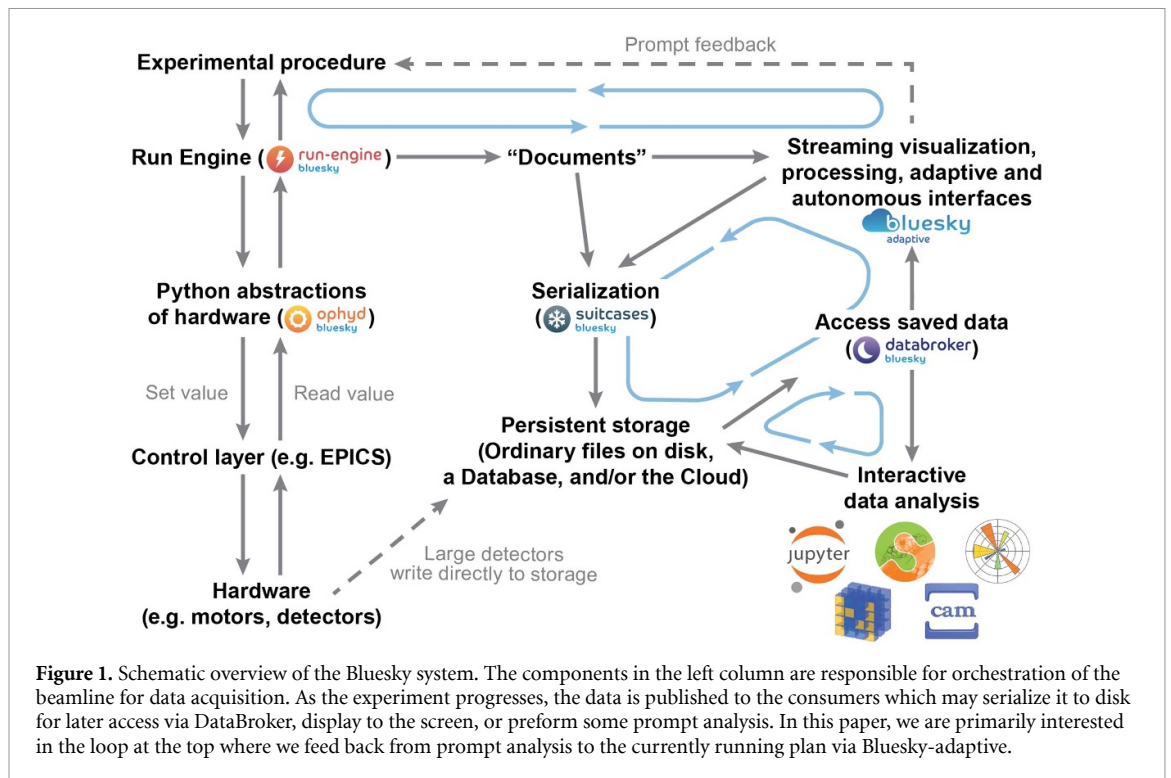 Prompt feedback
Experimental procedure
Run Engine ( run-engine )
bluesky
“Documents”
Streaming visualization,
processing, adaptive and
autonomous interfaces
bluesky
adaptive
Python abstractions
of hardware ( ophyd )
bluesky
Serialization
( suitcases )
bluesky
Access saved data
( databroker )
bluesky
Set value
Read value
Persistent storage
(Ordinary files on disk,
a Database, and/or the Cloud)
Control layer (e.g. EPICS)
Interactive
data analysis
Large detectors
write directly to storage
Hardware
(e.g. motors, detectors)
jupyter
cam
Figure 1. Schematic overview of the Bluesky system. The components in the left column are responsible for orchestration of the
beamline for data acquisition. As the experiment progresses, the data is published to the consumers which may serialize it to disk
for later access via DataBroker, display to the screen, or preform some prompt analysis. In this paper, we are primarily interested
in the loop at the top where we feed back from prompt analysis to the currently running plan via Bluesky-adaptive.